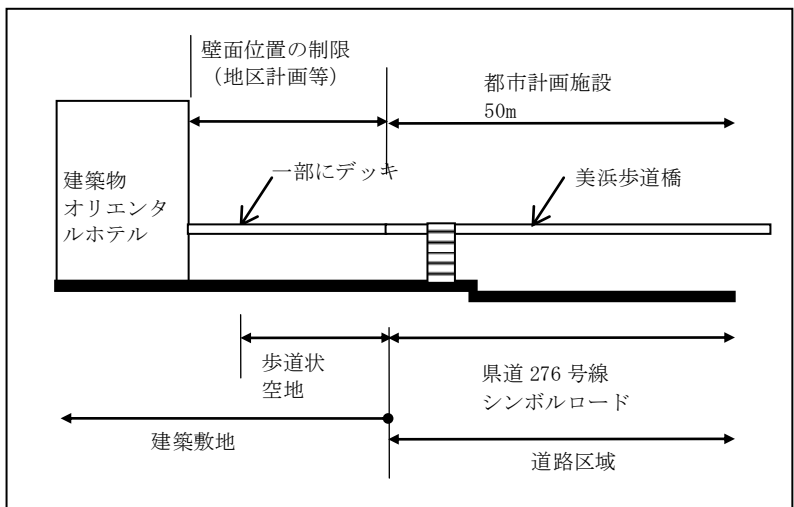 壁面位置の制限
（地区計画等）
都市計画施設
50m
建築物
オリエンタ
ルホテル
一部にデッキ
美浜歩道橋
歩道状
空地
県道 276 号線
シンボルロード
建築敷地
道路区域